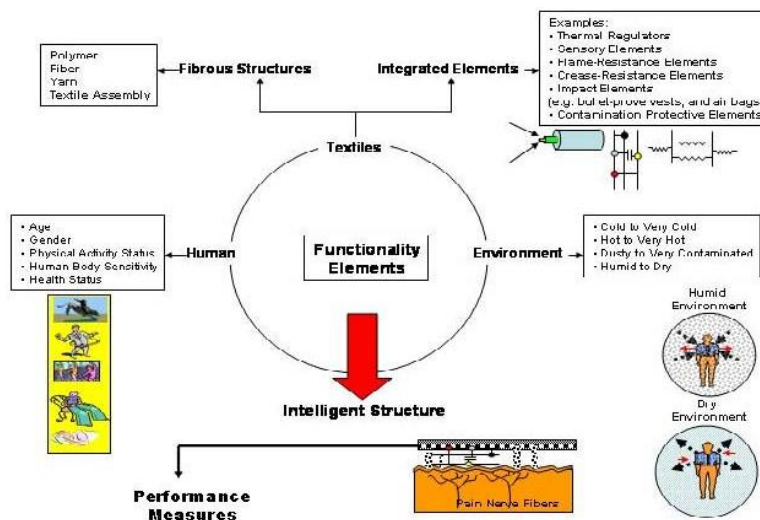 Polymer
Fiber
Yarn
Textile Assembly
Fibrous Structures
Integrated Elements
Examples:
• Thermal Regulators
• Sensory Elements
• Flame-Resistance Elements
• Crease-Resistance Elements
• Impact Elements
(e.g. bullet-prove vests, and air bags)
• Contamination Protective Elements
Textiles
• Age
• Gender
• Physical Activity Status
• Human Body Sensitivity
• Health Status
Human
Functionality
Elements
Environment
• Cold to Very Cold
• Hot to Very Hot
• Dusty to Very Contaminated
• Humid to Dry
Humid
Environment
Intelligent Structure
Dry
Environment
Performance
Measures
Pain Nerve Fibers